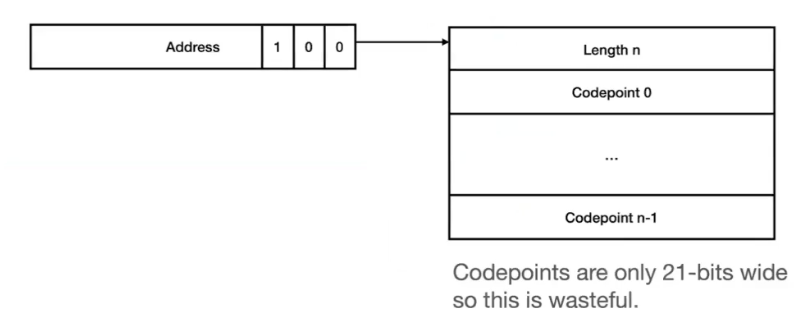 Address 1 0 0
Length n
Codepoint 0
...
Codepoint n-1
Codepoints are only 21-bits wide
so this is wasteful.